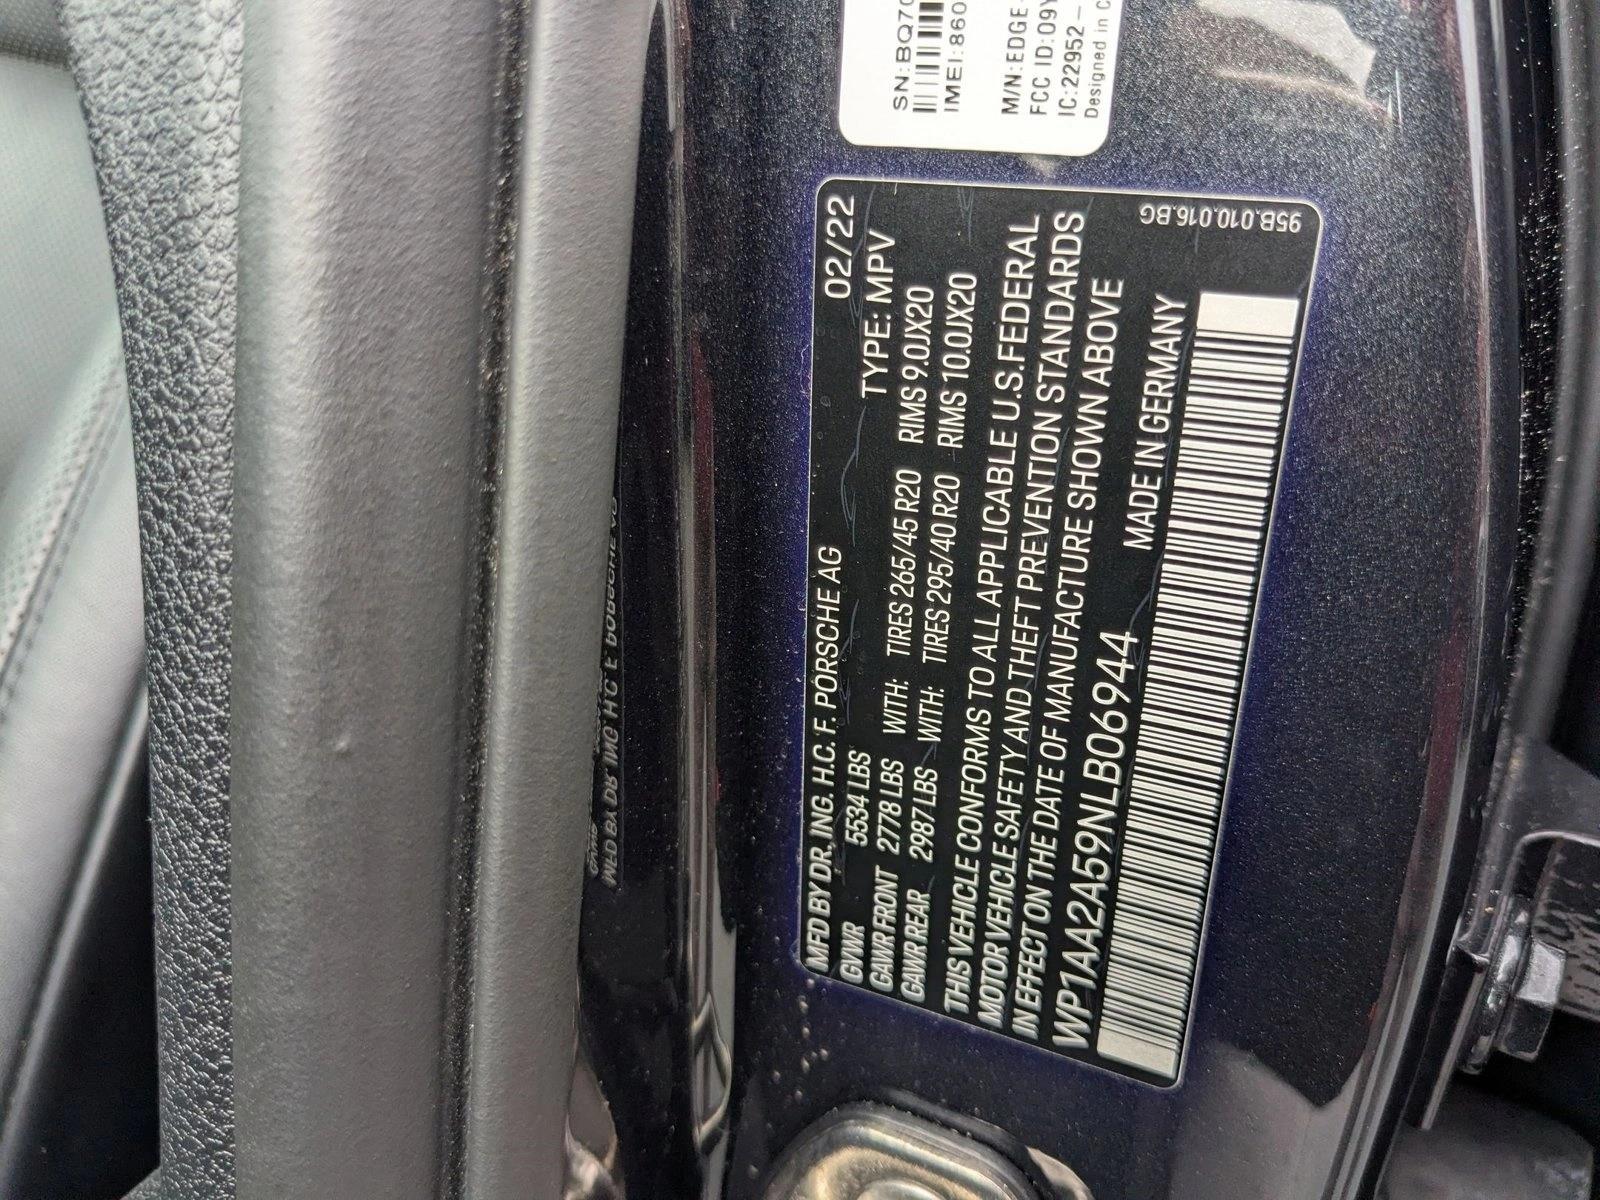 SN:BQ70
IMEI:860
M/N:EDGE-
FCC ID:09Y
IC:22952-
Designed in C
02/22
MFD BY DR. ING. H.C. F. PORSCHE AG
GVWR 5534 LBS TYPE: MPV
GAWR FRONT 2778 LBS WITH: TIRES 265/45 R20 RIMS 9.0JX20
GAWR REAR 2987 LBS WITH: TIRES 295/40 R20 RIMS 10.0JX20
THIS VEHICLE CONFORMS TO ALL APPLICABLE U.S. FEDERAL
MOTOR VEHICLE SAFETY AND THEFT PREVENTION STANDARDS
IN EFFECT ON THE DATE OF MANUFACTURE SHOWN ABOVE
WP1AA2A59NLB06944 MADE IN GERMANY
95B.010.016.BG